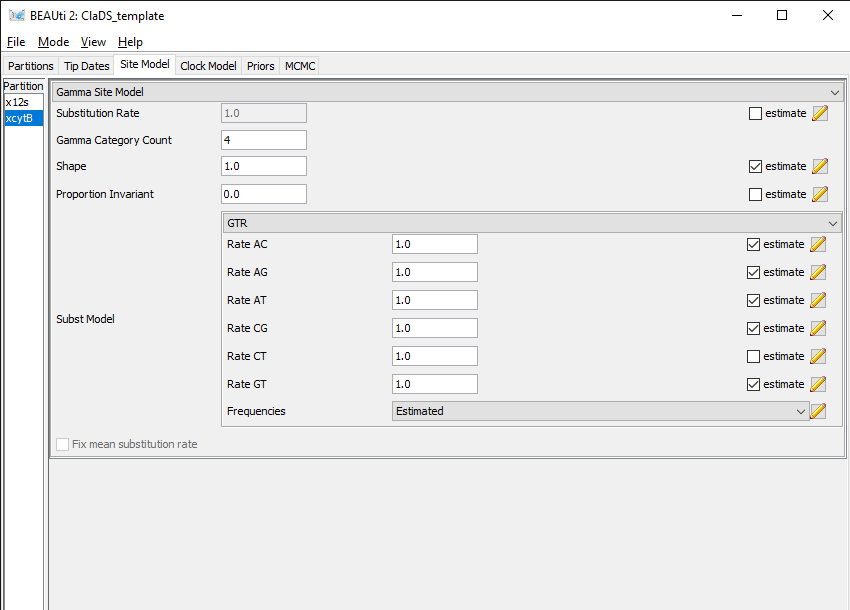 BEAUti 2: ClaDS_template
File Mode View Help
Partitions Tip Dates Site Model Clock Model Priors MCMC
Partition
x12s
xcytB
Gamma Site Model
Substitution Rate 1.0 estimate
Gamma Category Count 4
Shape 1.0 estimate
Proportion Invariant 0.0 estimate
Subst Model
GTR
Rate AC 1.0 estimate
Rate AG 1.0 estimate
Rate AT 1.0 estimate
Rate CG 1.0 estimate
Rate CT 1.0 estimate
Rate GT 1.0 estimate
Frequencies Estimated
Fix mean substitution rate